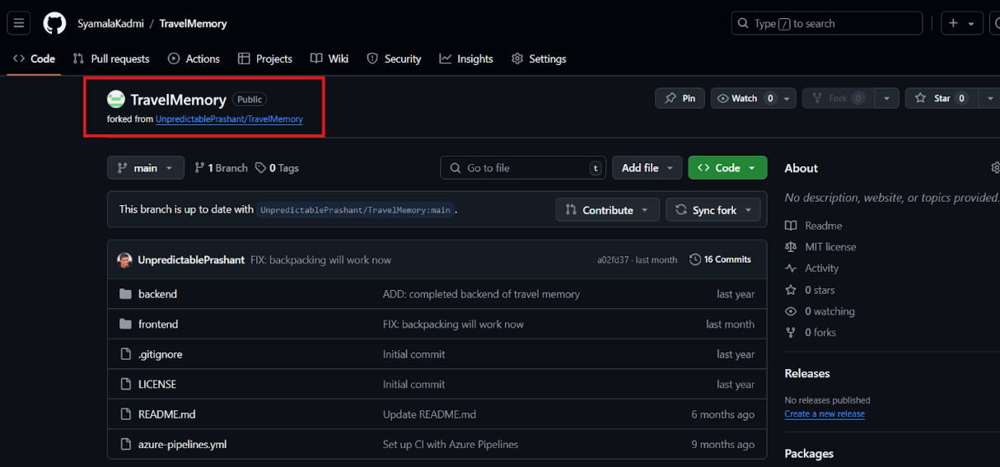 SyamalaKadmi / TravelMemory
Type / to search
Code Pull requests Actions Projects Wiki Security Insights Settings
TravelMemory Public
forked from UnpredictablePrashant/TravelMemory
Pin Watch 0 Fork 0 Star 0
main 1 Branch 0 Tags Go to file t Add file Code
This branch is up to date with UnpredictablePrashant/TravelMemory:main . Contribute Sync fork
UnpredictablePrashant FIX: backpacking will work now a02fd37 · last month 16 Commits
backend ADD: completed backend of travel memory last year
frontend FIX: backpacking will work now last month
.gitignore Initial commit last year
LICENSE Initial commit last year
README.md Update README.md 6 months ago
azure-pipelines.yml Set up CI with Azure Pipelines 9 months ago
About
No description, website, or topics provided.
Readme
MIT license
Activity
0 stars
0 watching
0 forks
Releases
No releases published
Create a new release
Packages